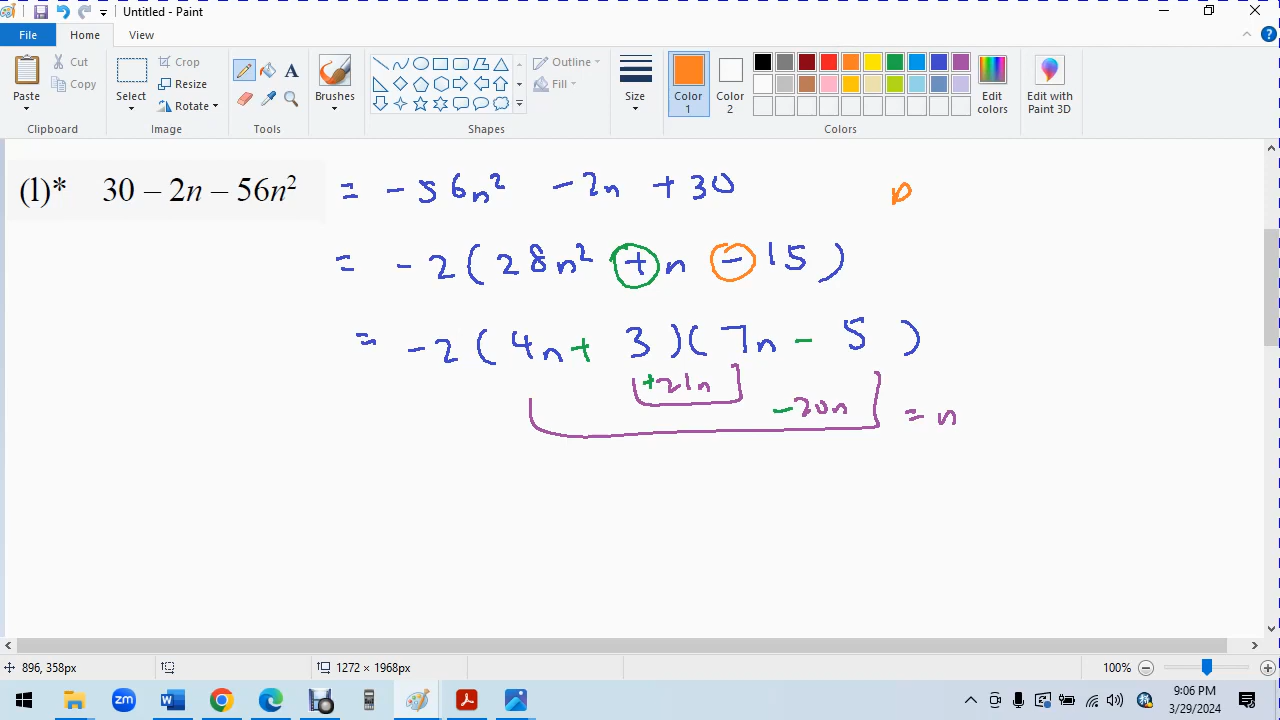 Untitled - Paint
File Home View
Paste Cut Copy Clipboard
Select Crop Resize Rotate Image
A Tools
Brushes
Outline Fill Shapes
Size
Color 1 Color 2 Edit colors Colors
Edit with Paint 3D
(l)* 30 – 2n – 56n² = -56n² -2n +30
= -2(28n² + n - 15)
= -2(4n + 3)(7n - 5)
+21n
-20n = n
896, 358px 1272 × 1968px 100%
zm W
9:06 PM
3/29/2024